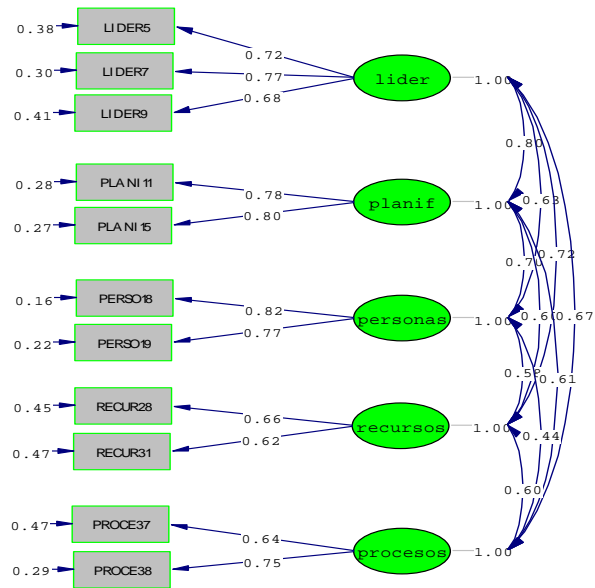 0.38 LIDER5
0.72
0.30 LIDER7 0.77 lider 1.00
0.68
0.41 LIDER9
0.80
0.28 PLANI11 0.78 planif 1.00 0.63
0.80
0.27 PLANI15
0.70 0.72
0.16 PERSO18 0.82 personas 1.00 0.67
0.77
0.22 PERSO19
0.61
0.45 RECUR28 0.66 recursos 1.00 0.44
0.62
0.47 RECUR31
0.60
0.47 PROCE37 0.64 procesos 1.00
0.75
0.29 PROCE38